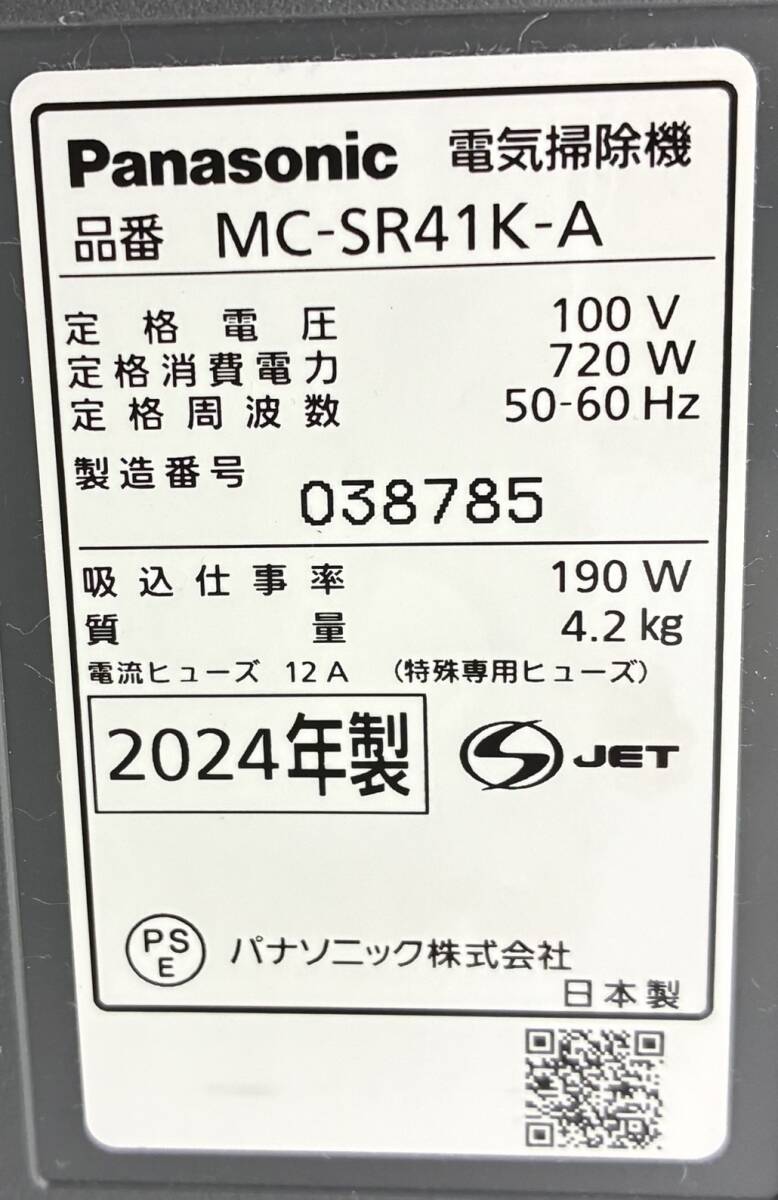 Panasonic 電気掃除機
品番 MC-SR41K-A
定格電圧 100 V
定格消費電力 720 W
定格周波数 50-60 Hz
製造番号 038785
吸込仕事率 190 W
質量 4.2 kg
電流ヒューズ 12 A (特殊専用ヒューズ)
2024年製 S JET
PS
E
パナソニック株式会社
日本製